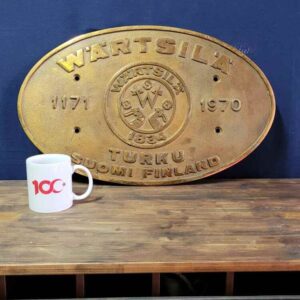 WÄRTSILÄ
WÄRTSILÄ
1171
W
1970
1834
TURKU
SUOMI FINLAND
100